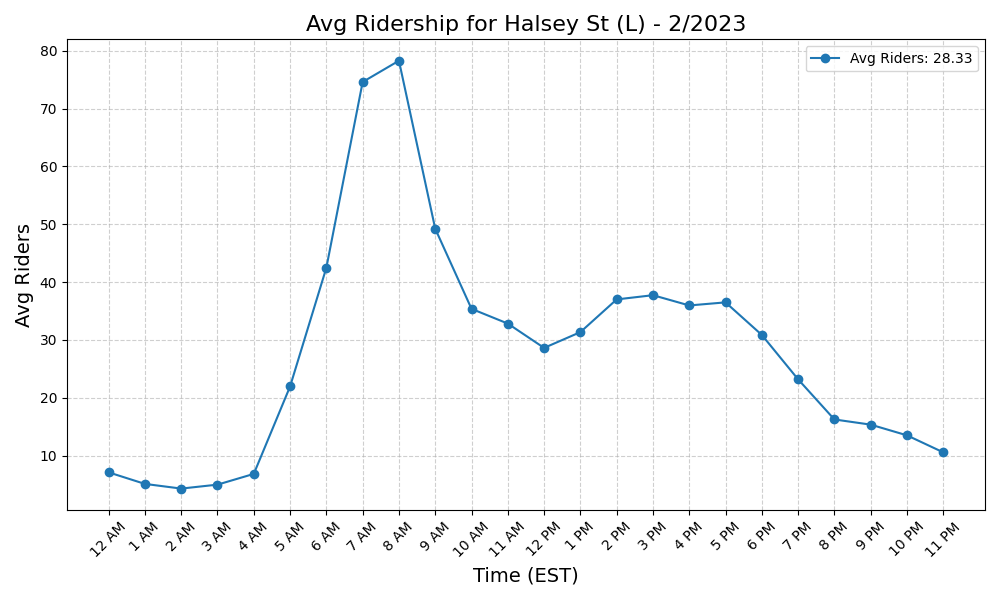 Avg Ridership for Halsey St (L) - 2/2023
Avg Riders: 28.33
80
70
60
50
40
30
20
10
Avg Riders
12 AM
1 AM
2 AM
3 AM
4 AM
5 AM
6 AM
7 AM
8 AM
9 AM
10 AM
11 AM
12 PM
1 PM
2 PM
3 PM
4 PM
5 PM
6 PM
7 PM
8 PM
9 PM
10 PM
11 PM
Time (EST)